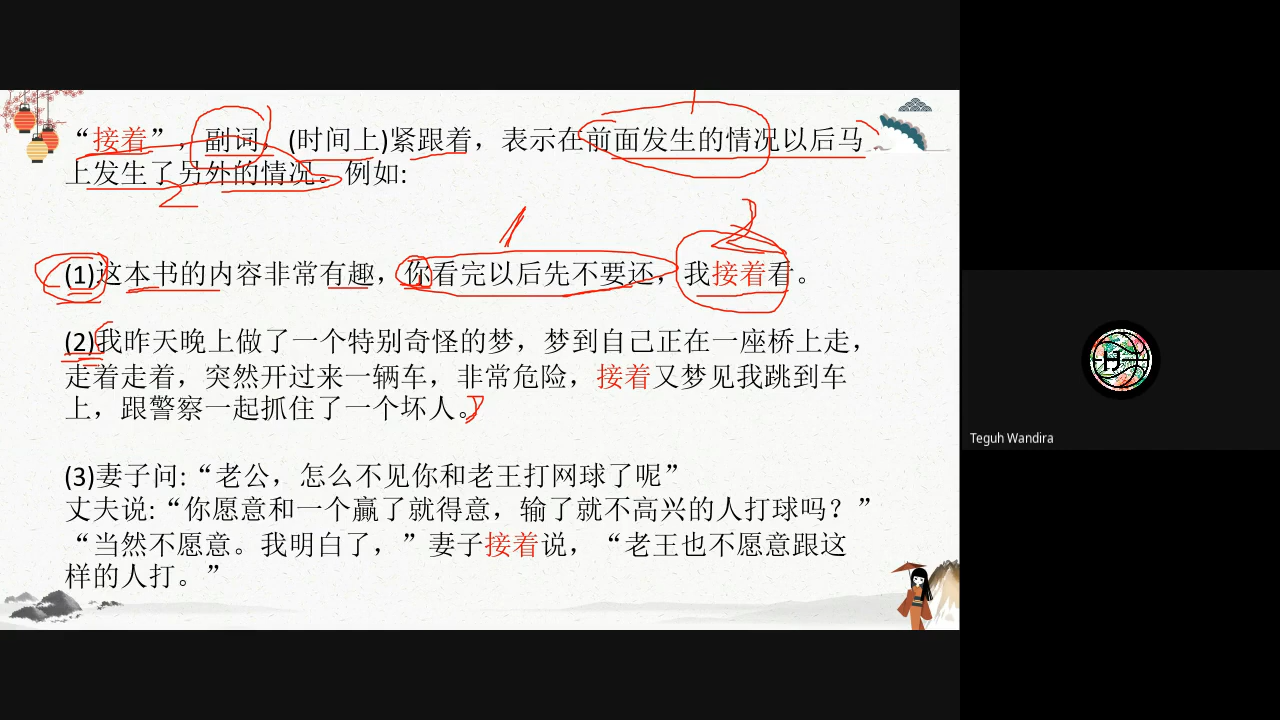 “接着”，副词，(时间上)紧跟着，表示在前面发生的情况以后马
上发生了另外的情况。例如:
(1)这本书的内容非常有趣，你看完以后先不要还，我接着看。
(2)我昨天晚上做了一个特别奇怪的梦，梦到自己正在一座桥上走，
走着走着，突然开过来一辆车，非常危险，接着又梦见我跳到车
上，跟警察一起抓住了一个坏人。
(3)妻子问:“老公，怎么不见你和老王打网球了呢”
丈夫说:“你愿意和一个赢了就得意，输了就不高兴的人打球吗？”
“当然不愿意。我明白了，”妻子接着说，“老王也不愿意跟这
样的人打。”
1
2
1
2
Teguh Wandira